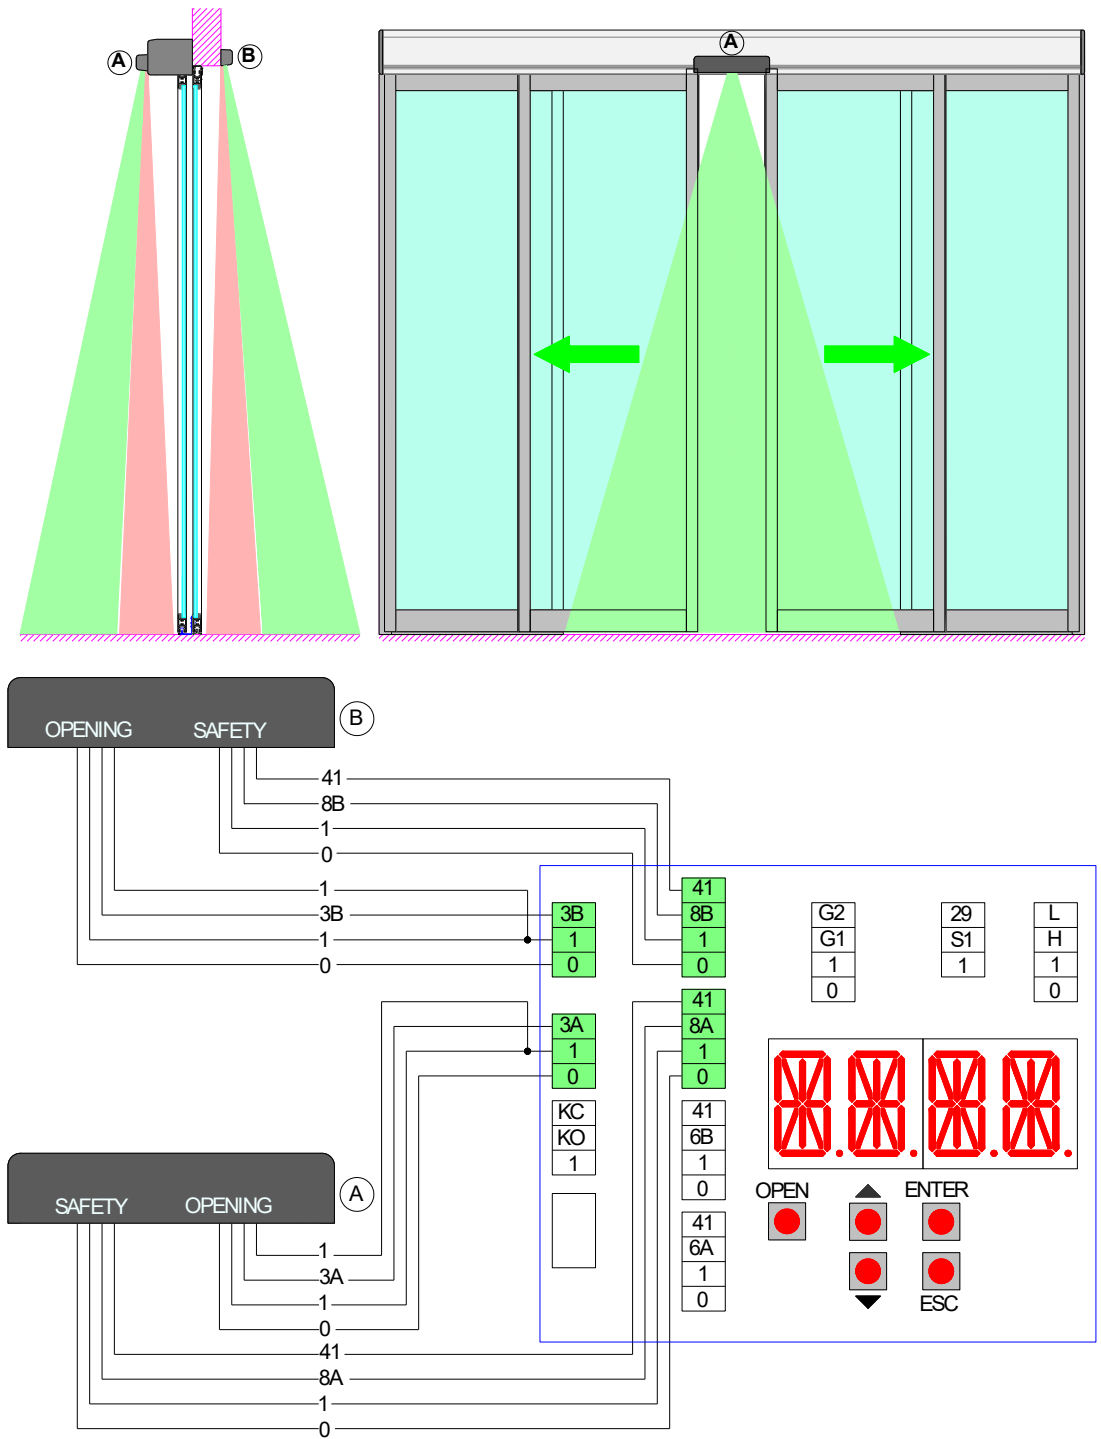 A
B
A
OPENING SAFETY
B
41
8B
1
0
1
3B
1
0
3B
1
0
41
8B
1
0
G2
G1
1
0
29
S1
1
L
H
1
0
3A
1
0
41
8A
1
0
KC
KO
1
41
6B
1
0
41
6A
1
0
OPEN
ENTER
ESC
SAFETY OPENING
A
1
3A
1
0
41
8A
1
0